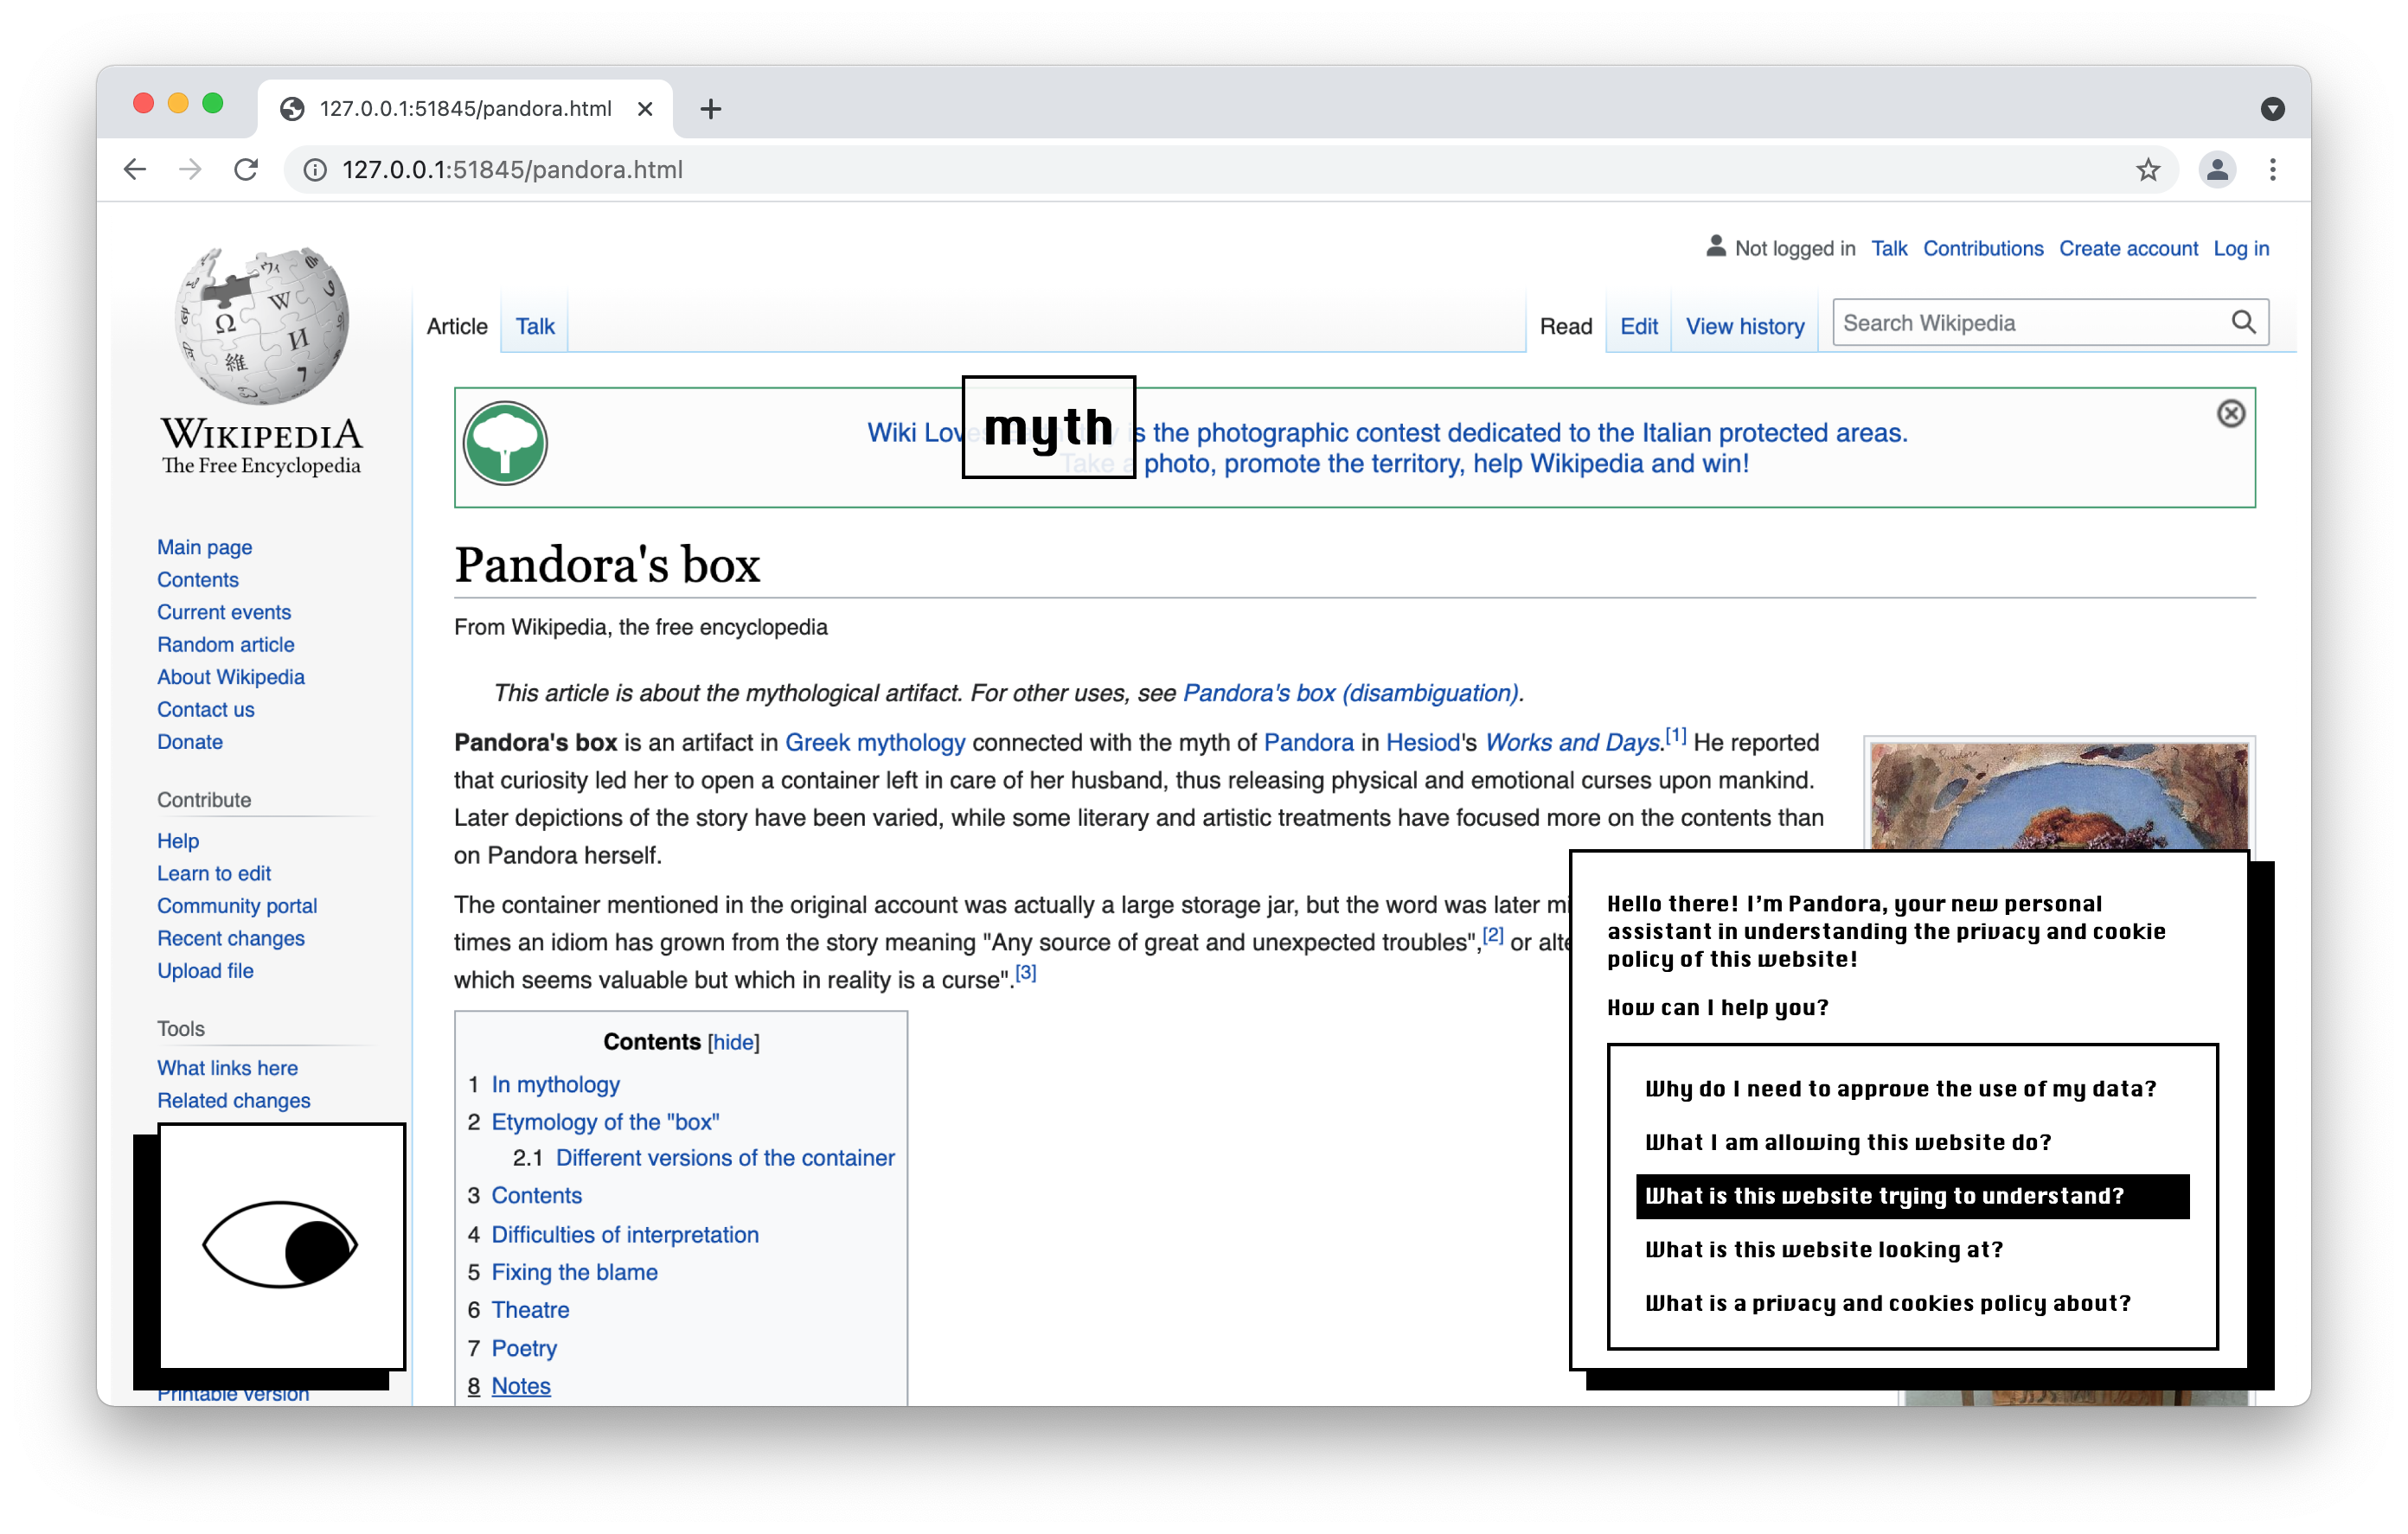 127.0.0.1:51845/pandora.html
127.0.0.1:51845/pandora.html
Not logged in Talk Contributions Create account Log in
Article Talk Read Edit View history Search Wikipedia
WIKIPEDIA
The Free Encyclopedia
myth
Wiki Lov is the photographic contest dedicated to the Italian protected areas.
Take a photo, promote the territory, help Wikipedia and win!
Main page
Contents
Current events
Random article
About Wikipedia
Contact us
Donate
Contribute
Help
Learn to edit
Community portal
Recent changes
Upload file
Tools
What links here
Related changes
Printable version
Pandora's box
From Wikipedia, the free encyclopedia
This article is about the mythological artifact. For other uses, see Pandora's box (disambiguation).
Pandora's box is an artifact in Greek mythology connected with the myth of Pandora in Hesiod's Works and Days.[1] He reported
that curiosity led her to open a container left in care of her husband, thus releasing physical and emotional curses upon mankind.
Later depictions of the story have been varied, while some literary and artistic treatments have focused more on the contents than
on Pandora herself.
The container mentioned in the original account was actually a large storage jar, but the word was later mi
times an idiom has grown from the story meaning "Any source of great and unexpected troubles",[2] or alte
which seems valuable but which in reality is a curse".[3]
Contents [hide]
1 In mythology
2 Etymology of the "box"
2.1 Different versions of the container
3 Contents
4 Difficulties of interpretation
5 Fixing the blame
6 Theatre
7 Poetry
8 Notes
Hello there! I'm Pandora, your new personal
assistant in understanding the privacy and cookie
policy of this website!
How can I help you?
Why do I need to approve the use of my data?
What I am allowing this website do?
What is this website trying to understand?
What is this website looking at?
What is a privacy and cookies policy about?